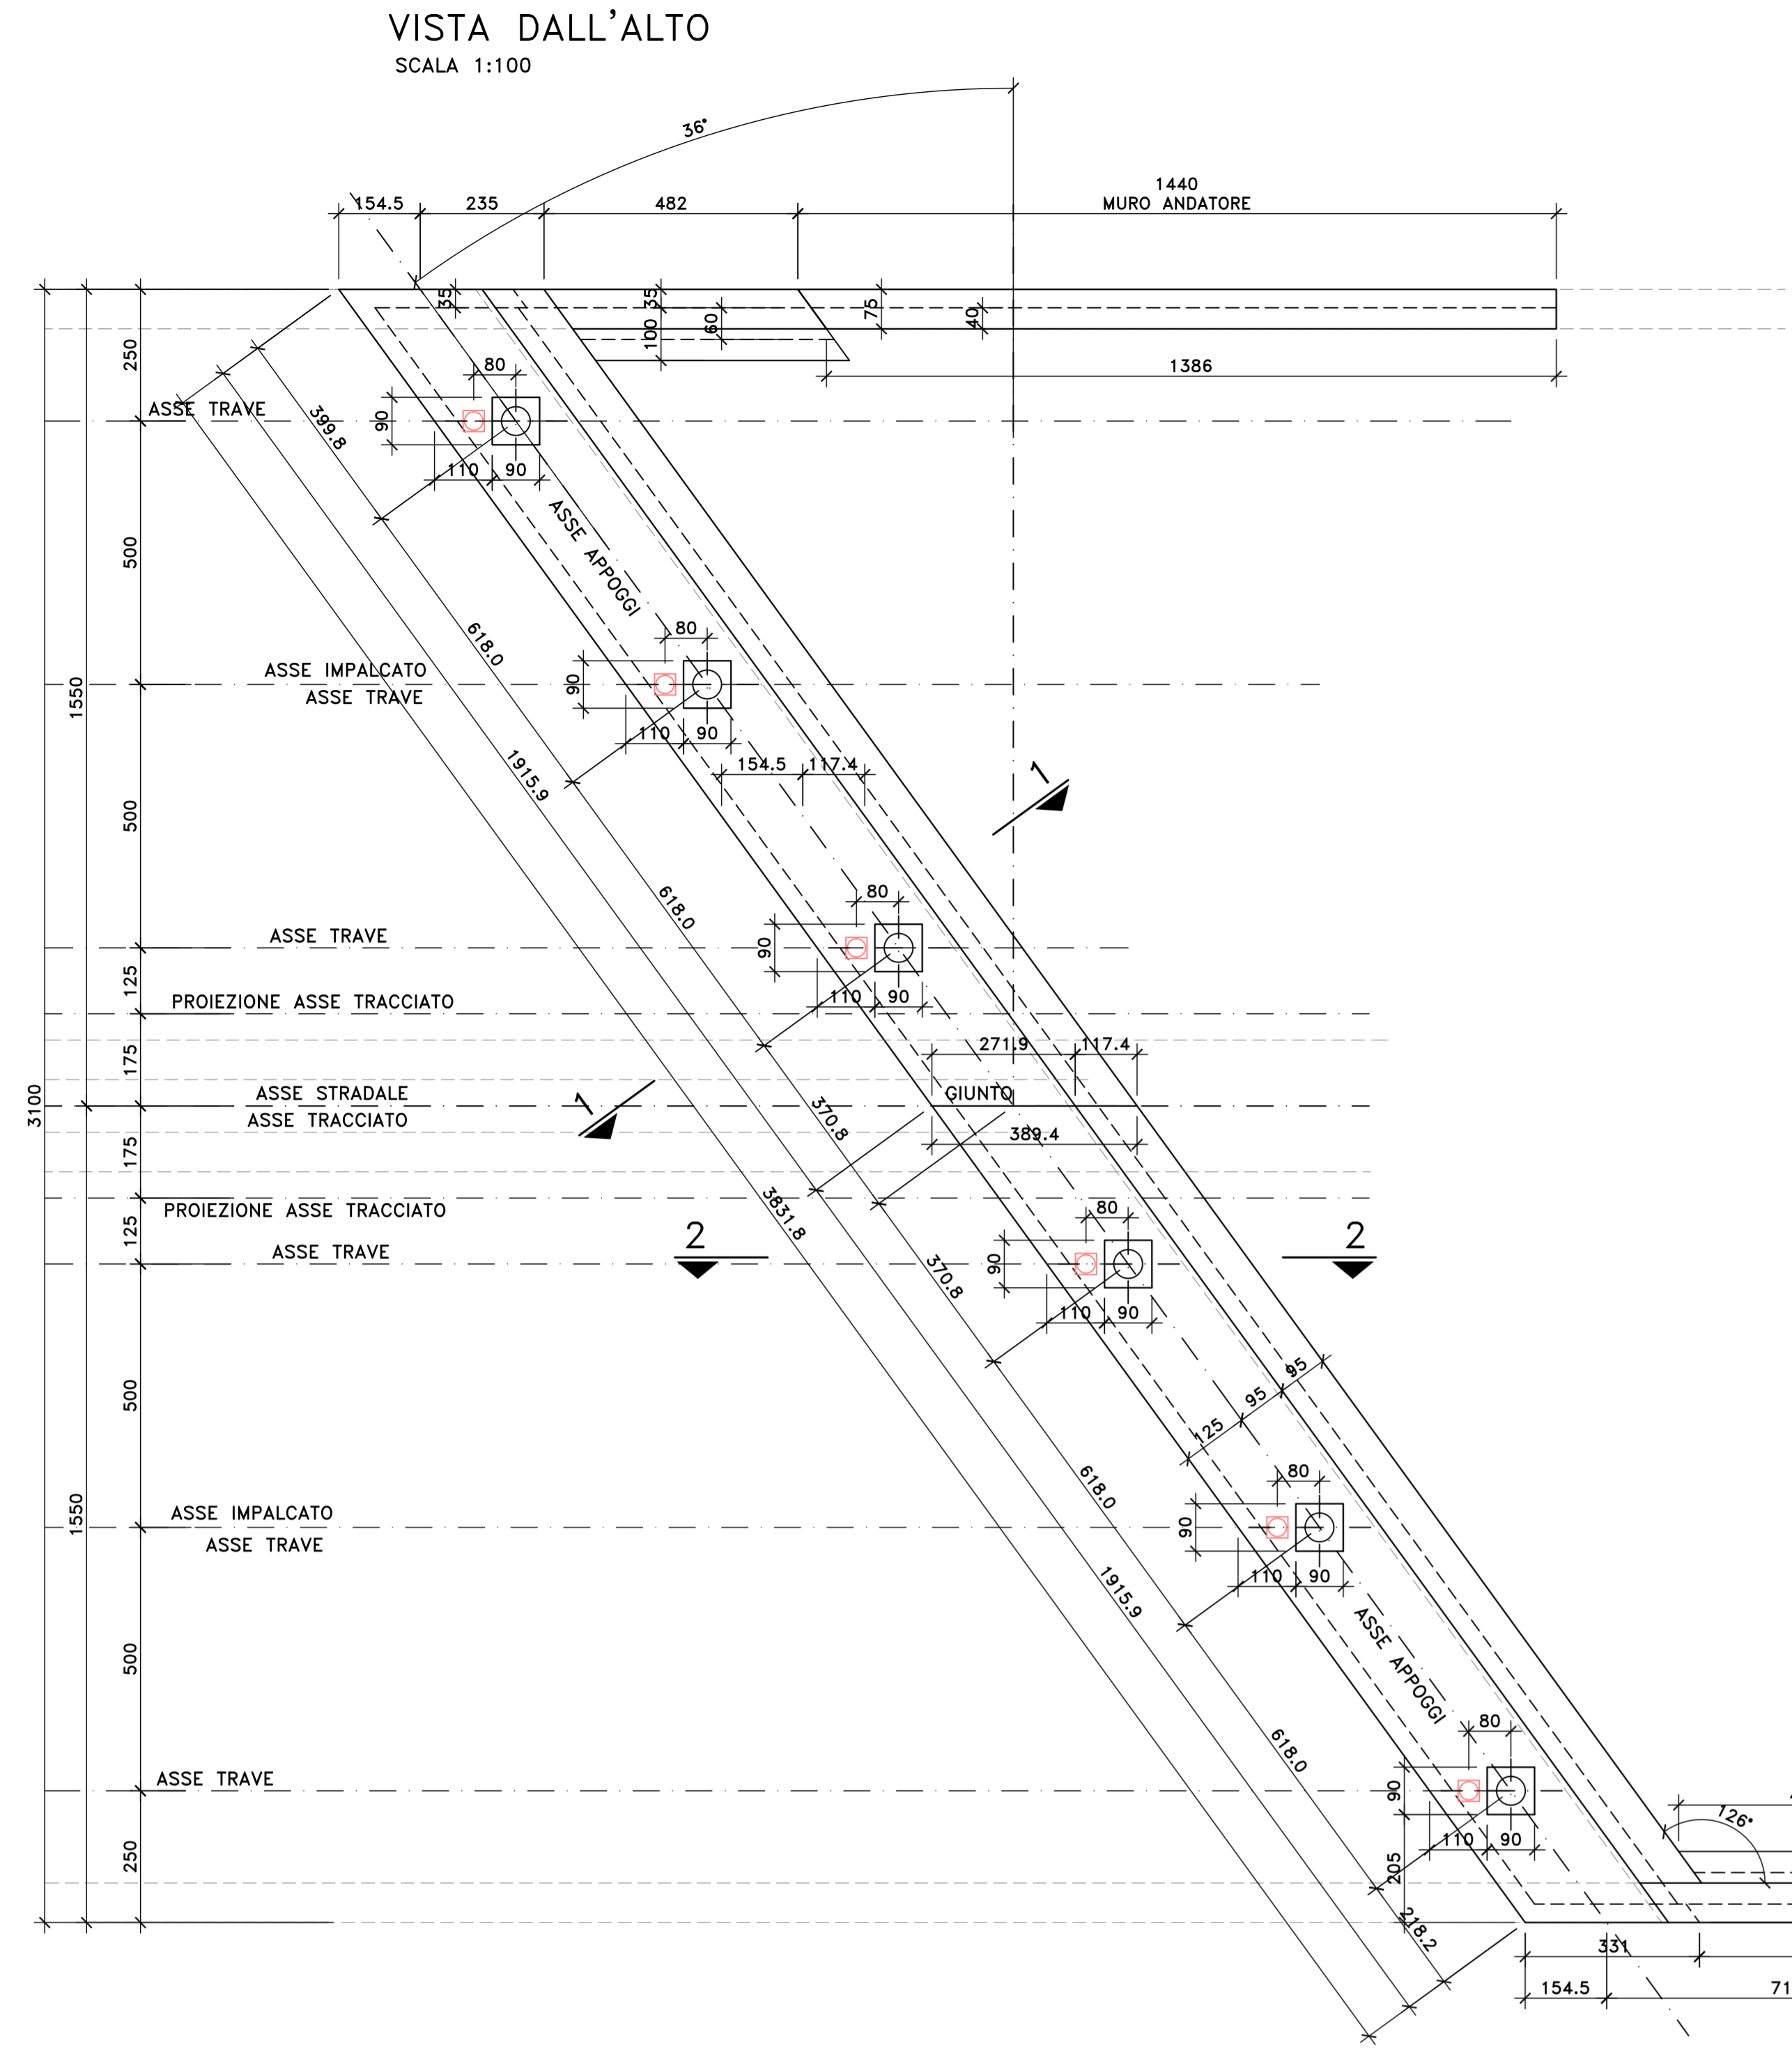 VISTA DALL'ALTO
SCALA 1:100
36°
1440
154.5 235 482 MURO ANDATORE
35 35 75 40
100 60
1386
250
80
ASSE TRAVE
90
399.8
110 90
ASSE APPOGGI
500
618.0
80
ASSE IMPALCATO
ASSE TRAVE
1550
90
110 90
154.5 117.4
1
1915.9
500
618.0
80
ASSE TRAVE
90
125
110 90
PROIEZIONE ASSE TRACCIATO
271.9 117.4
175
3100
ASSE STRADALE
GIUNTO
ASSE TRACCIATO
1
370.8
389.4
175
3831.8
PROIEZIONE ASSE TRACCIATO
80
125
2 2
ASSE TRAVE
90
370.8
110 90
500
125 95 95
618.0
80
ASSE IMPALCATO
1550
ASSE TRAVE
90
110 90
1915.9
ASSE APPOGGI
500
618.0
80
ASSE TRAVE
90
126°
110 90
250
205
218.2
331
154.5 71